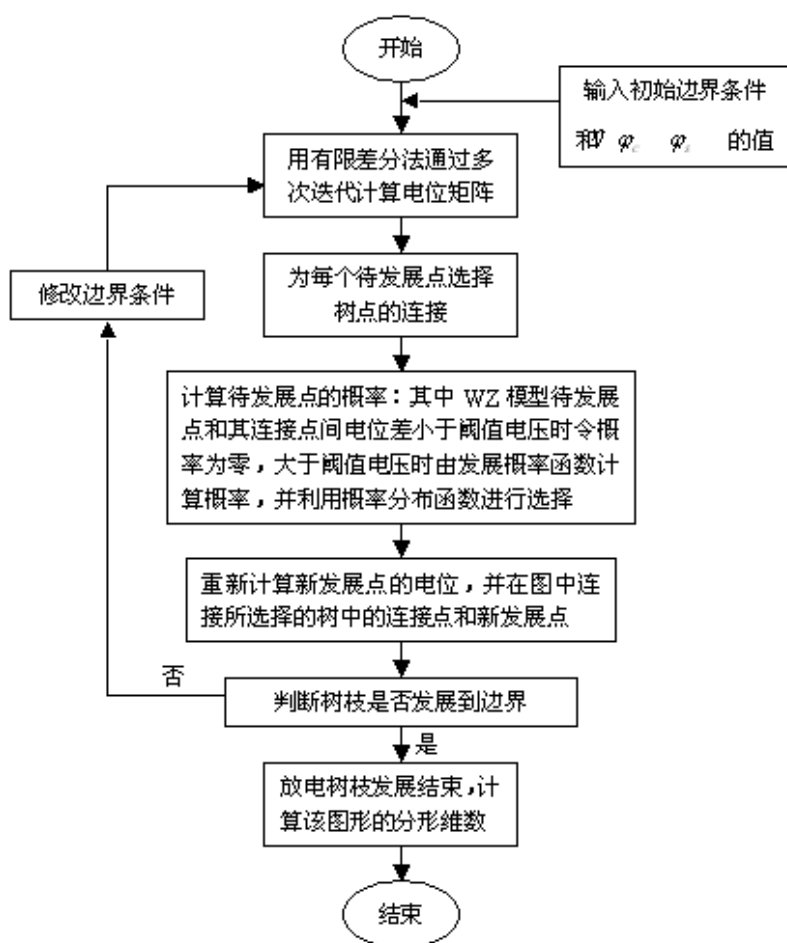 开始
输入初始边界条件
和 φc φs 的值
用有限差分法通过多
次迭代计算电位矩阵
修改边界条件
为每个待发展点选择
树点的连接
计算待发展点的概率：其中 WZ 模型待发展
点和其连接点间电位差小于阈值电压时令概
率为零，大于阈值电压时由发展概率函数计
算概率，并利用概率分布函数进行选择
重新计算新发展点的电位，并在图中连
接所选择的树中的连接点和新发展点
否
判断树枝是否发展到边界
是
放电树枝发展结束，计
算该图形的分形维数
结束